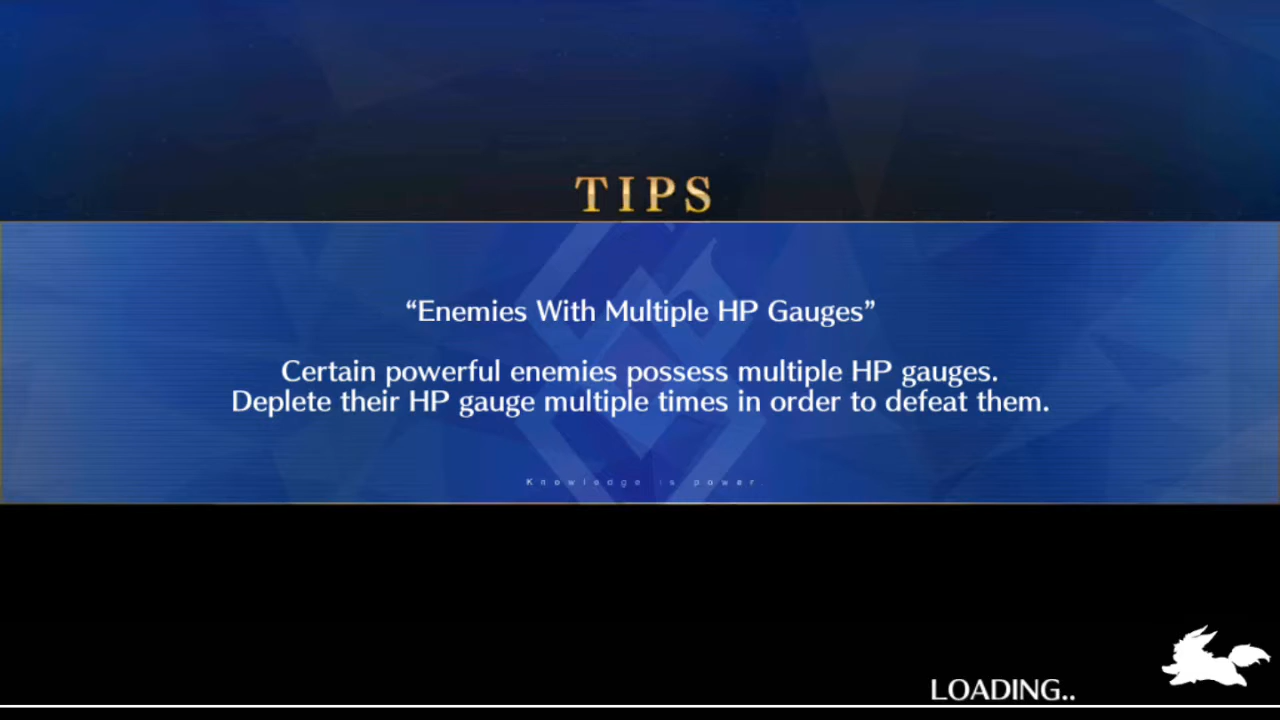 TIPS
“Enemies With Multiple HP Gauges”
Certain powerful enemies possess multiple HP gauges.
Deplete their HP gauge multiple times in order to defeat them.
Knowledge is power.
LOADING..